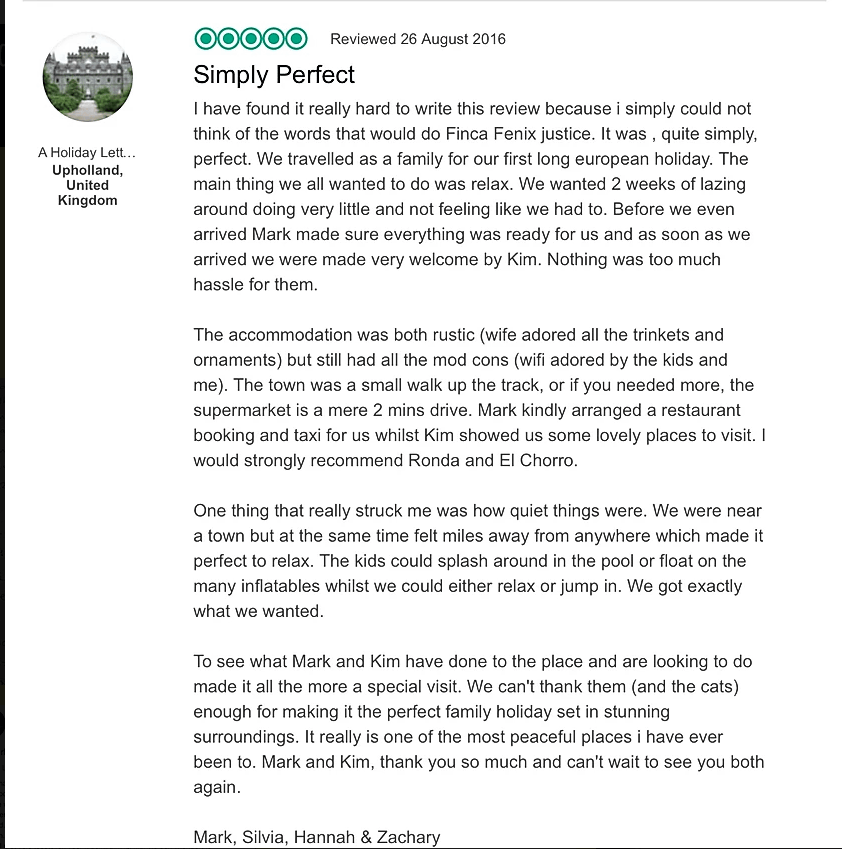 Reviewed 26 August 2016
Simply Perfect
A Holiday Lett...
Upholland,
United
Kingdom
I have found it really hard to write this review because i simply could not
think of the words that would do Finca Fenix justice. It was , quite simply,
perfect. We travelled as a family for our first long european holiday. The
main thing we all wanted to do was relax. We wanted 2 weeks of lazing
around doing very little and not feeling like we had to. Before we even
arrived Mark made sure everything was ready for us and as soon as we
arrived we were made very welcome by Kim. Nothing was too much
hassle for them.
The accommodation was both rustic (wife adored all the trinkets and
ornaments) but still had all the mod cons (wifi adored by the kids and
me). The town was a small walk up the track, or if you needed more, the
supermarket is a mere 2 mins drive. Mark kindly arranged a restaurant
booking and taxi for us whilst Kim showed us some lovely places to visit. I
would strongly recommend Ronda and El Chorro.
One thing that really struck me was how quiet things were. We were near
a town but at the same time felt miles away from anywhere which made it
perfect to relax. The kids could splash around in the pool or float on the
many inflatables whilst we could either relax or jump in. We got exactly
what we wanted.
To see what Mark and Kim have done to the place and are looking to do
made it all the more a special visit. We can't thank them (and the cats)
enough for making it the perfect family holiday set in stunning
surroundings. It really is one of the most peaceful places i have ever
been to. Mark and Kim, thank you so much and can't wait to see you both
again.
Mark, Silvia, Hannah & Zachary